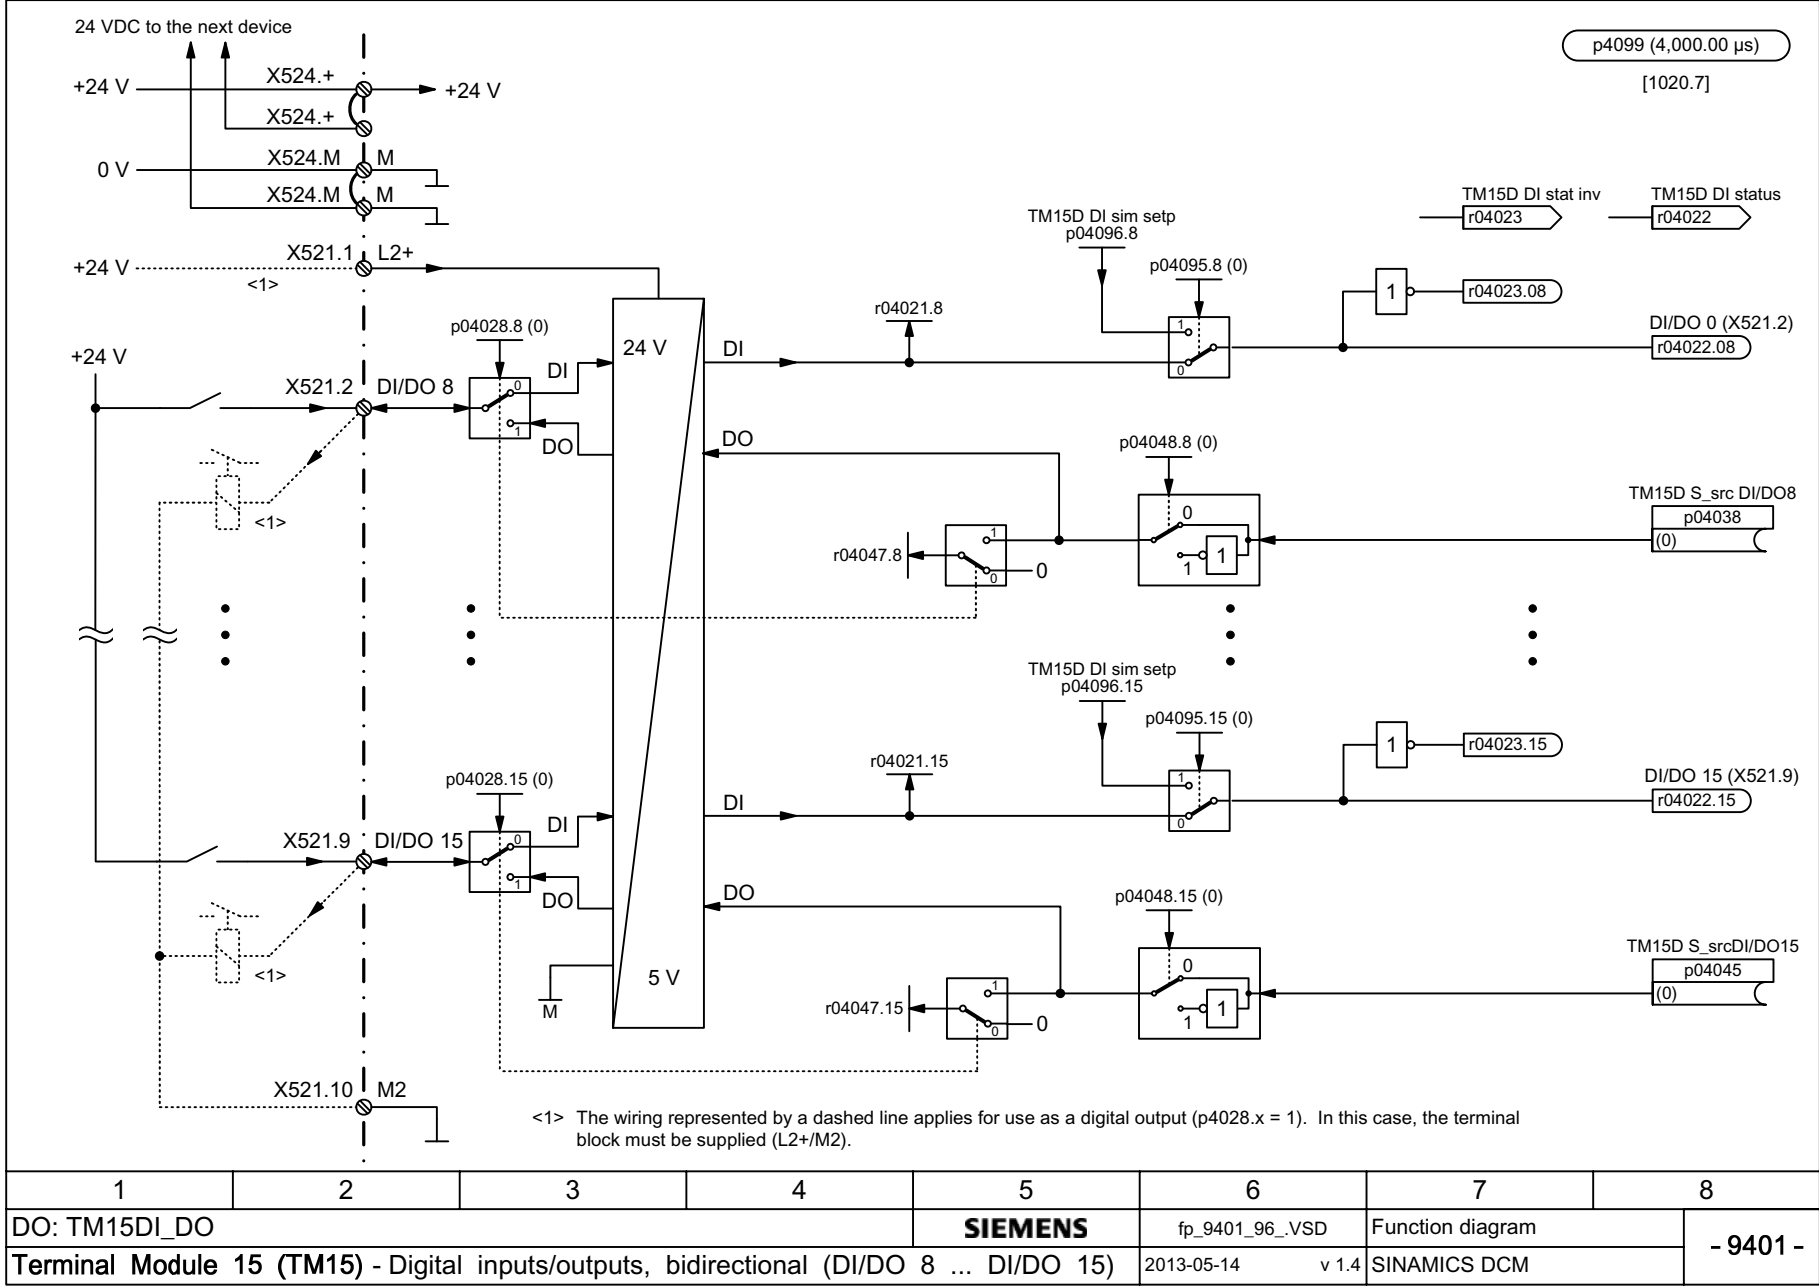 24 VDC to the next device
p4099 (4,000.00 µs)
[1020.7]
+24 V
X524.+
+24 V
X524.+
0 V
X524.M
M
X524.M
M
TM15D DI stat inv
r04023
TM15D DI status
r04022
TM15D DI sim setp
p04096.8
+24 V
X521.1
L2+
<1>
p04095.8 (0)
1
0
1
r04023.08
r04021.8
DI/DO 0 (X521.2)
r04022.08
p04028.8 (0)
24 V
DI
DI
+24 V
X521.2
DI/DO 8
0
1
DO
DO
p04048.8 (0)
<1>
TM15D S_src DI/DO8
p04038
(0)
0
1
1
r04047.8
1
0
0
TM15D DI sim setp
p04096.15
p04095.15 (0)
1
0
1
r04023.15
r04021.15
DI/DO 15 (X521.9)
r04022.15
p04028.15 (0)
DI
DI
X521.9
DI/DO 15
0
1
DO
DO
p04048.15 (0)
<1>
TM15D S_srcDI/DO15
p04045
(0)
0
1
1
r04047.15
1
0
0
5 V
M
X521.10
M2
<1> The wiring represented by a dashed line applies for use as a digital output (p4028.x = 1). In this case, the terminal
block must be supplied (L2+/M2).
1 2 3 4 5 6 7 8
DO: TM15DI_DO
SIEMENS
fp_9401_96_.VSD
Function diagram
- 9401 -
Terminal Module 15 (TM15) - Digital inputs/outputs, bidirectional (DI/DO 8 ... DI/DO 15)
2013-05-14
v 1.4
SINAMICS DCM